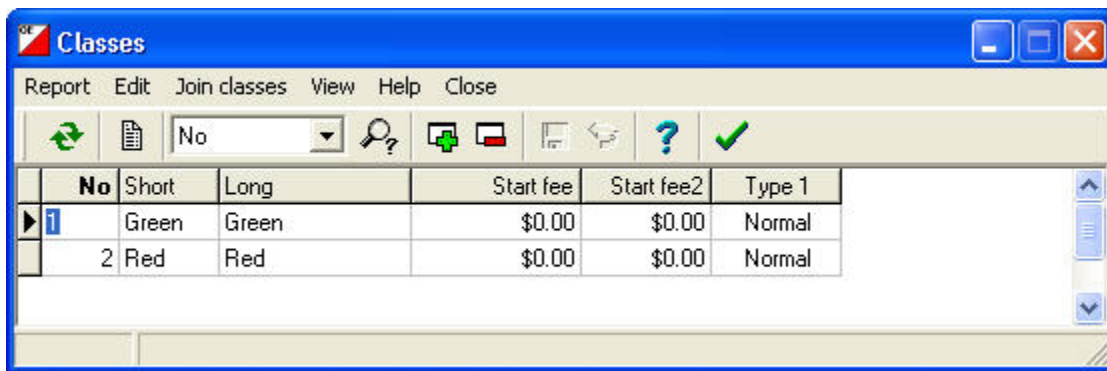 OE Classes
Report Edit Join classes View Help Close
No
No Short Long Start fee Start fee2 Type 1
1 Green Green $0.00 $0.00 Normal
2 Red Red $0.00 $0.00 Normal